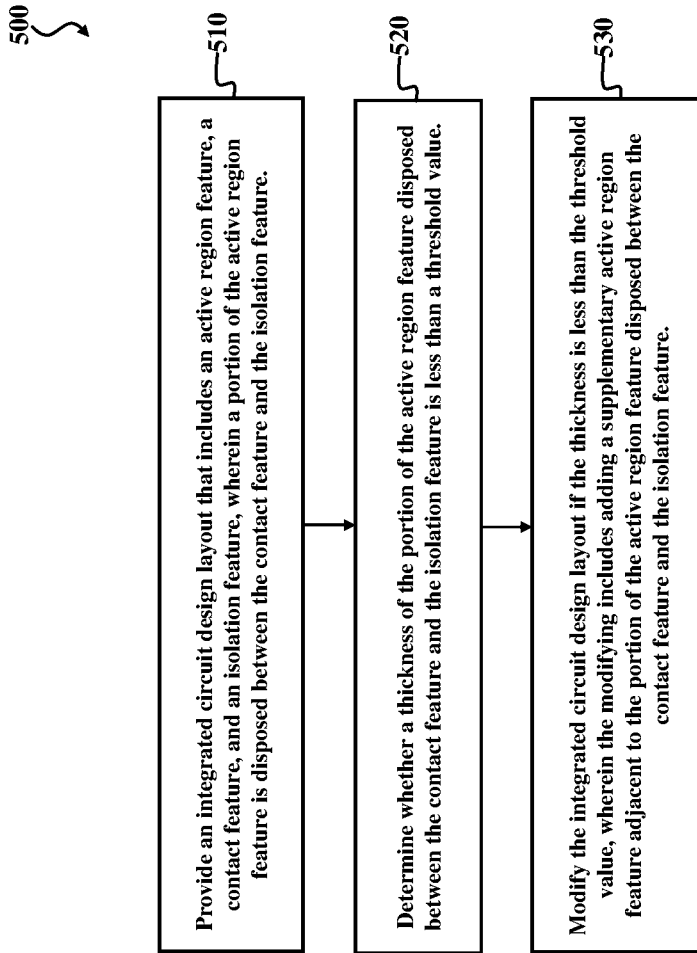 500
510
Provide an integrated circuit design layout that includes an active region feature, a
contact feature, and an isolation feature, wherein a portion of the active region
feature is disposed between the contact feature and the isolation feature.
520
Determine whether a thickness of the portion of the active region feature disposed
between the contact feature and the isolation feature is less than a threshold value.
530
Modify the integrated circuit design layout if the thickness is less than the threshold
value, wherein the modifying includes adding a supplementary active region
feature adjacent to the portion of the active region feature disposed between the
contact feature and the isolation feature.